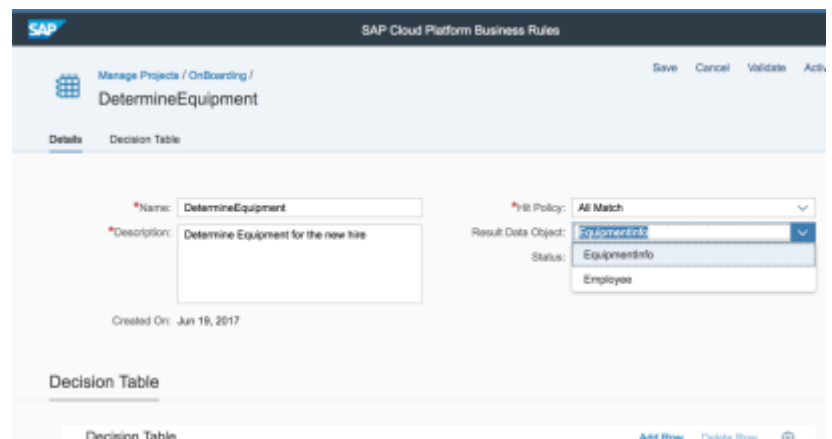 SAP SAP Cloud Platform Business Rules
Manage Projects / OnBoarding / Save Cancel Validate Activ
DetermineEquipment
Details Decision Table
*Name: DetermineEquipment *Hit Policy: All Match
*Description: Determine Equipment for the new hire Result Data Object: EquipmentInfo
Status: EquipmentInfo
Employee
Created On: Jun 19, 2017
Decision Table
Decision Table Add Row Delete Row